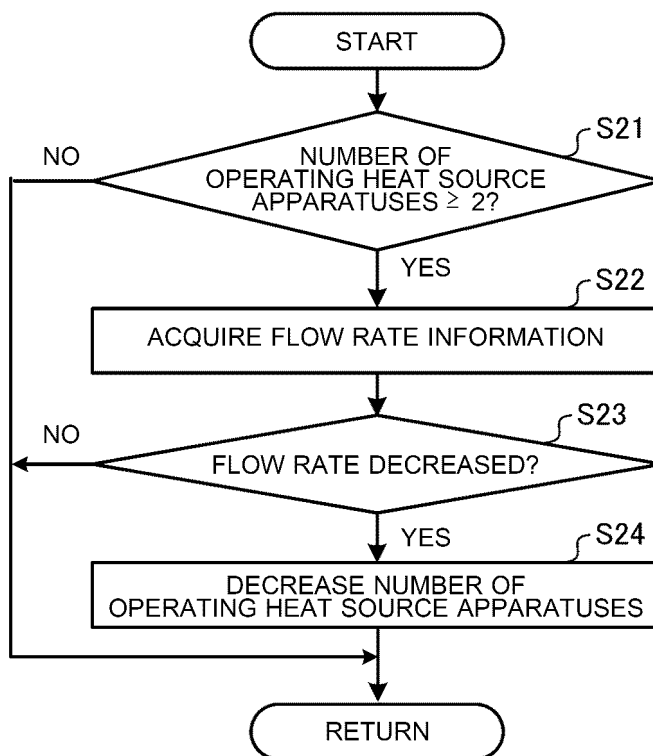 START
S21
NO
NUMBER OF
OPERATING HEAT SOURCE
APPARATUSES ≥ 2?
YES
S22
ACQUIRE FLOW RATE INFORMATION
S23
NO
FLOW RATE DECREASED?
YES
S24
DECREASE NUMBER OF
OPERATING HEAT SOURCE APPARATUSES
RETURN